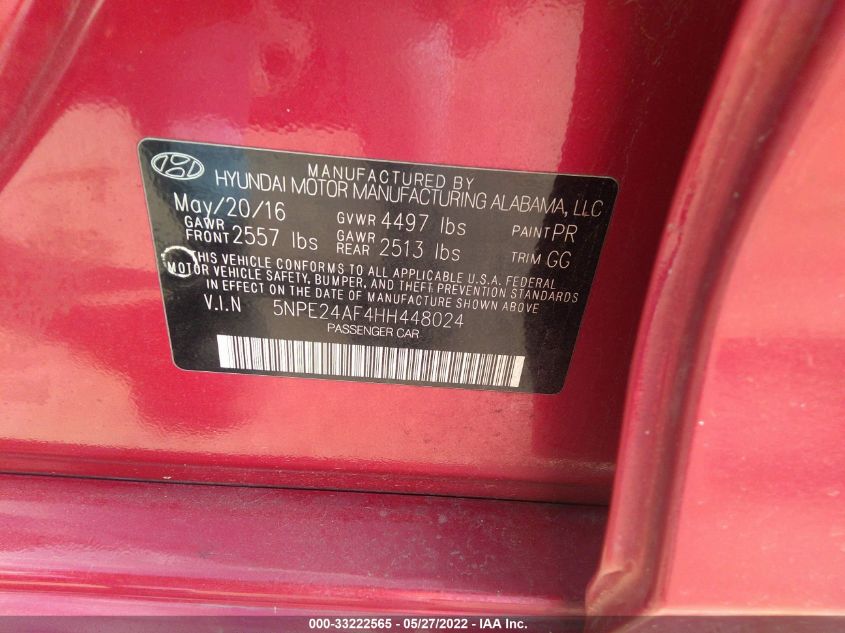 MANUFACTURED BY
HYUNDAI MOTOR MANUFACTURING ALABAMA, LLC
May/20/16 GVWR 4497 lbs PAINT PR
GAWR FRONT 2557 lbs GAWR REAR 2513 lbs TRIM GG
THIS VEHICLE CONFORMS TO ALL APPLICABLE U.S.A. FEDERAL
MOTOR VEHICLE SAFETY, BUMPER, AND THEFT PREVENTION STANDARDS
IN EFFECT ON THE DATE OF MANUFACTURE SHOWN ABOVE
V.I.N 5NPE24AF4HH448024
PASSENGER CAR
000-33222565 - 05/27/2022 - IAA Inc.